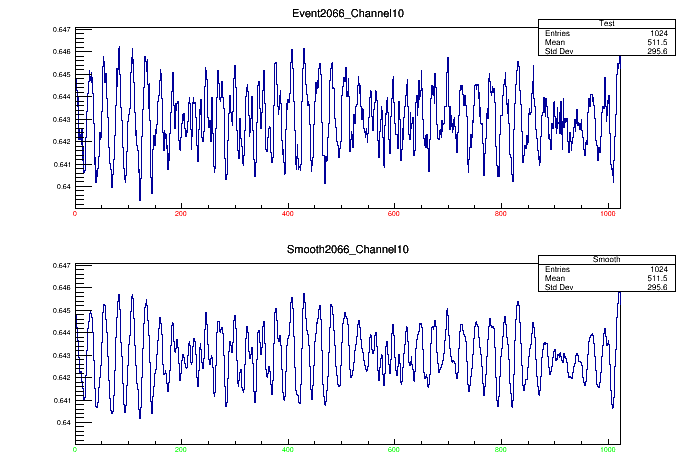 Event2066_Channel10
Test
Entries 1024
Mean 511.5
Std Dev 295.6
0.647
0.646
0.645
0.644
0.643
0.642
0.641
0.64
0 200 400 600 800 1000
Smooth2066_Channel10
Smooth
Entries 1024
Mean 511.5
Std Dev 295.6
0.647
0.646
0.645
0.644
0.643
0.642
0.641
0.64
0 200 400 600 800 1000